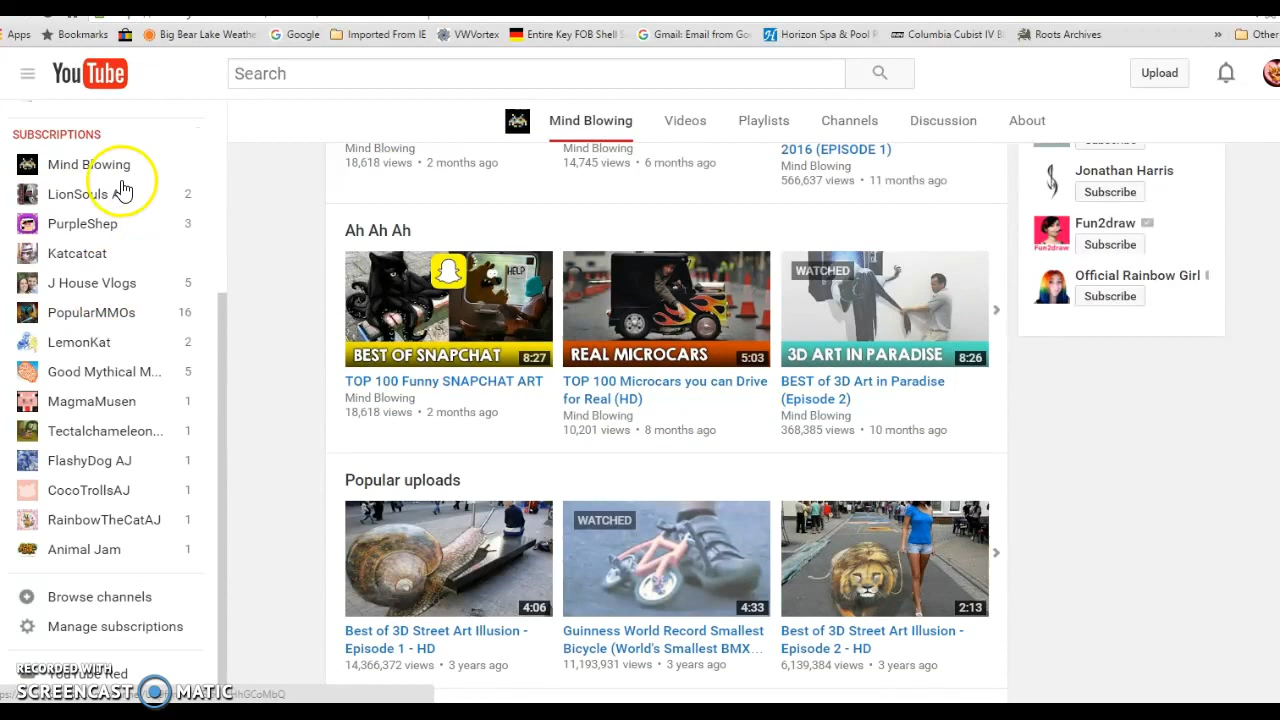 Apps Bookmarks Big Bear Lake Weathe Google Imported From IE VWVortex Entire Key FOB Shell Gmail: Email from Go Horizon Spa & Pool Columbia Cubist IV B Roots Archives » Other
YouTube Search Upload
Mind Blowing Videos Playlists Channels Discussion About
SUBSCRIPTIONS
Mind Blowing
LionSouls 2
PurpleShep 3
Katcatcat
J House Vlogs 5
PopularMMOs 16
LemonKat 2
Good Mythical M... 5
MagmaMusen 1
Tectalchameleon... 1
FlashyDog AJ 1
CocoTrollsAJ 1
RainbowTheCatAJ 1
Animal Jam 1
Browse channels
Manage subscriptions
YouTube Red
RECORDED WITH
SCREENCAST MATIC
HhGCoMbQ
Mind Blowing
18,618 views • 2 months ago
Mind Blowing
14,745 views • 6 months ago
2016 (EPISODE 1)
Mind Blowing
566,637 views • 11 months ago
Ah Ah Ah
HELP
BEST OF SNAPCHAT 8:27
TOP 100 Funny SNAPCHAT ART
Mind Blowing
18,618 views • 2 months ago
REAL MICROCARS 5:03
TOP 100 Microcars you can Drive
for Real (HD)
Mind Blowing
10,201 views • 8 months ago
WATCHED
3D ART IN PARADISE 8:26
BEST of 3D Art in Paradise
(Episode 2)
Mind Blowing
368,385 views • 10 months ago
Popular uploads
4:06
Best of 3D Street Art Illusion -
Episode 1 - HD
14,366,372 views • 3 years ago
WATCHED
4:33
Guinness World Record Smallest
Bicycle (World's Smallest BMX...
11,193,931 views • 3 years ago
2:13
Best of 3D Street Art Illusion -
Episode 2 - HD
6,139,384 views • 3 years ago
Jonathan Harris
Subscribe
Fun2draw
Fun2draw
Subscribe
Official Rainbow Girl
Subscribe